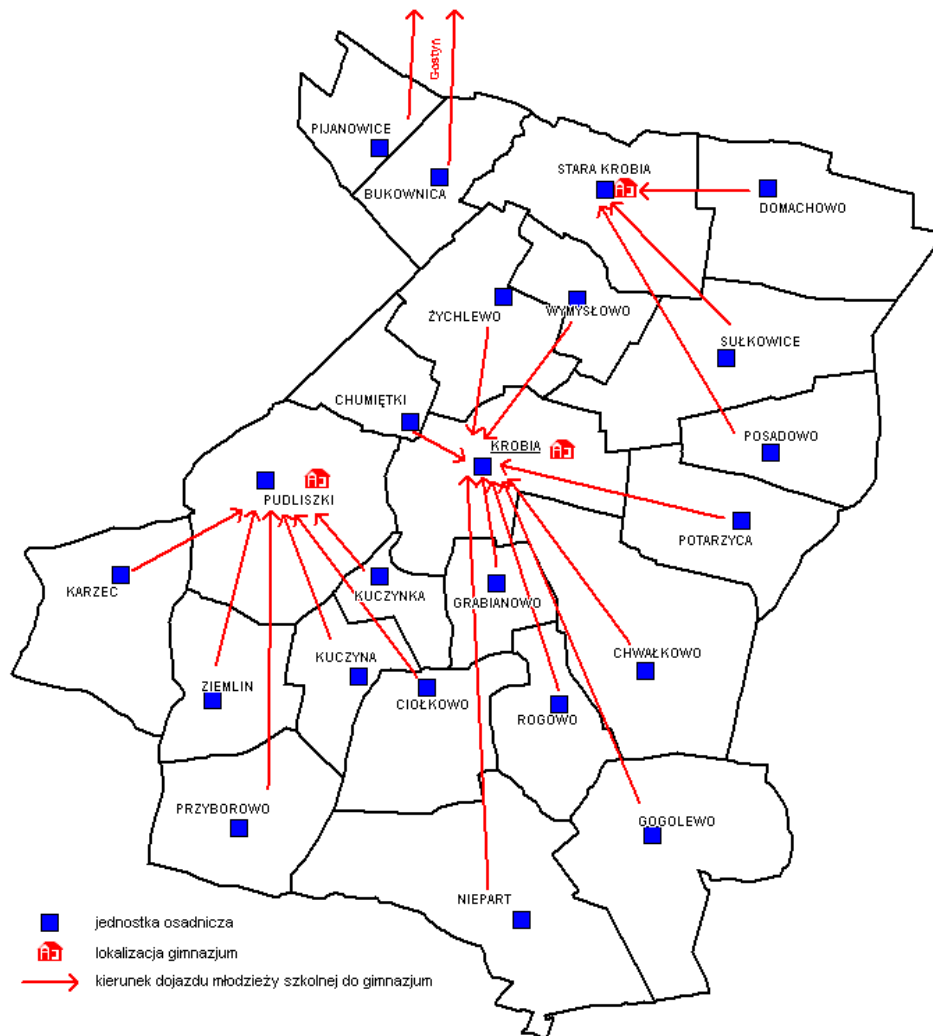 Gostyń
PIJANOWICE
BUKOWNICA
STARA KROBIA
DOMACHOWO
ŻYCHLEWO
WYMYSŁOWO
SUŁKOWICE
CHUMIĘTKI
KROBIA
POSADOWO
PUDLISZKI
POTARZYCA
KARZEC
KUCZYNKA
GRABIANOWO
KUCZYNA
CHWAŁKOWO
ZIEMLIN
CIOŁKOWO
ROGOWO
PRZYBOROWO
GOGOLEWO
NIEPART
jednostka osadnicza
lokalizacja gimnazjum
kierunek dojazdu młodzieży szkolnej do gimnazjum